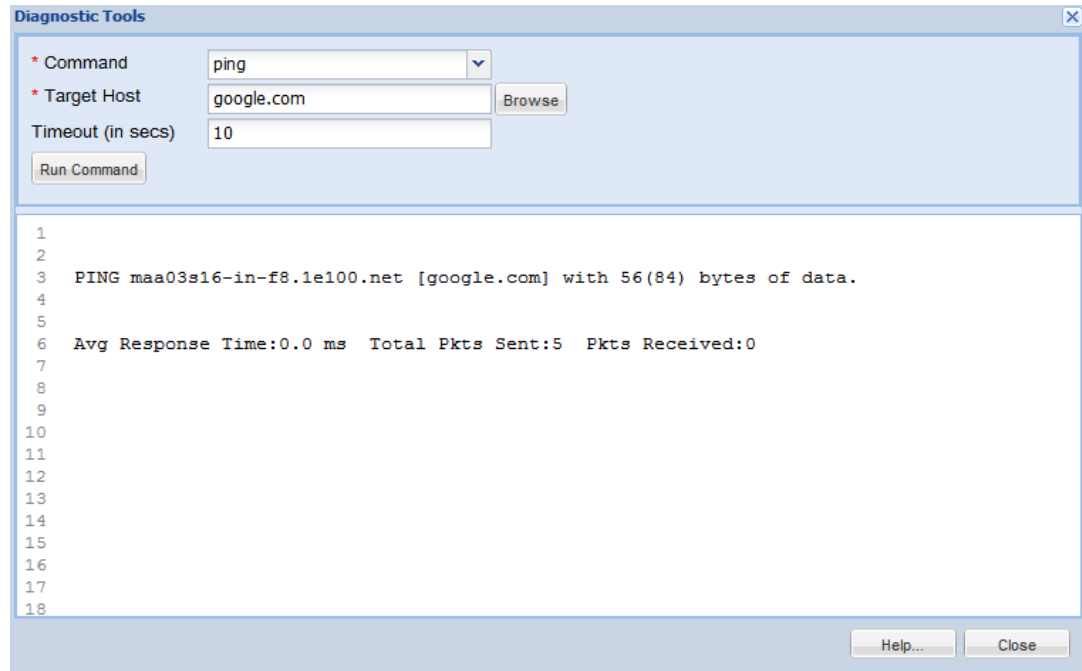 Diagnostic Tools
* Command ping
* Target Host google.com Browse
Timeout (in secs) 10
Run Command
1
2
3 PING maa03s16-in-f8.1e100.net [google.com] with 56(84) bytes of data.
4
5
6 Avg Response Time:0.0 ms Total Pkts Sent:5 Pkts Received:0
7
8
9
10
11
12
13
14
15
16
17
18
Help... Close